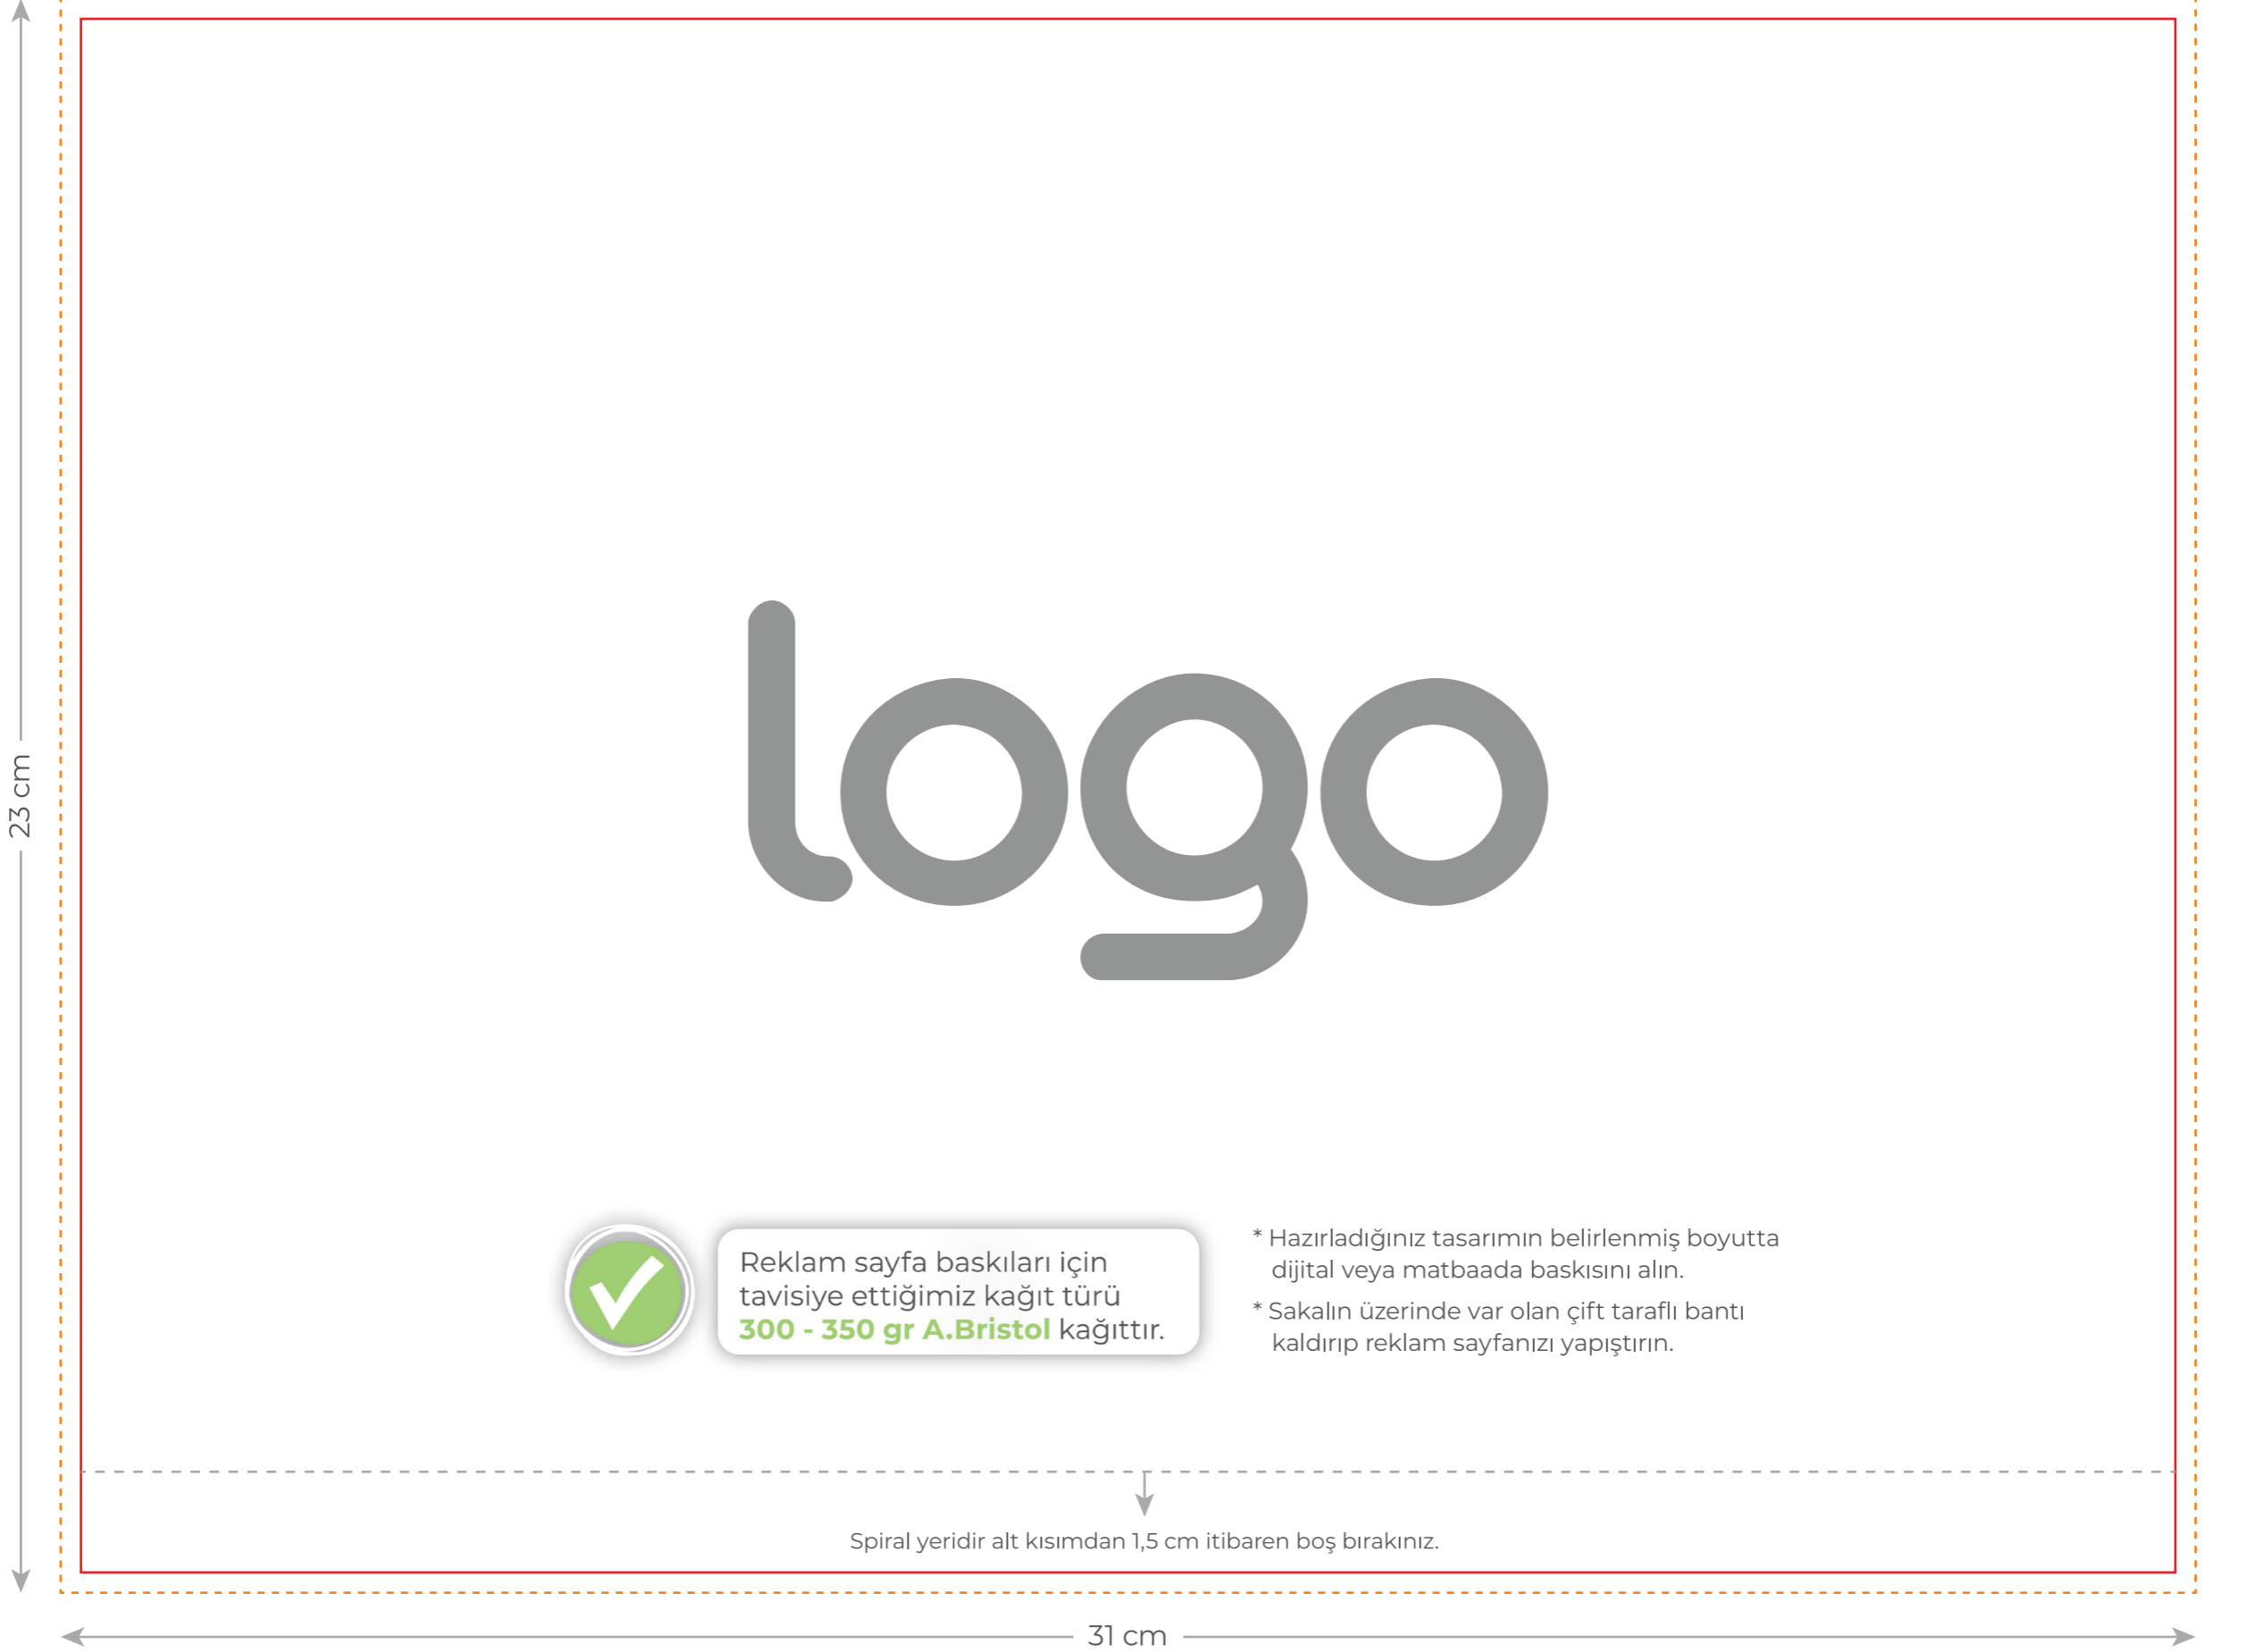 23 cm
logo
Reklam sayfa baskıları için
tavisiye ettiğimiz kağıt türü
300 - 350 gr A.Bristol kağıttır.
* Hazırladığınız tasarımın belirlenmiş boyutta
dijital veya matbaada baskısını alın.
* Sakalın üzerinde var olan çift taraflı bantı
kaldırıp reklam sayfanızı yapıştırın.
Spiral yeridir alt kısımdan 1,5 cm itibaren boş bırakınız.
31 cm